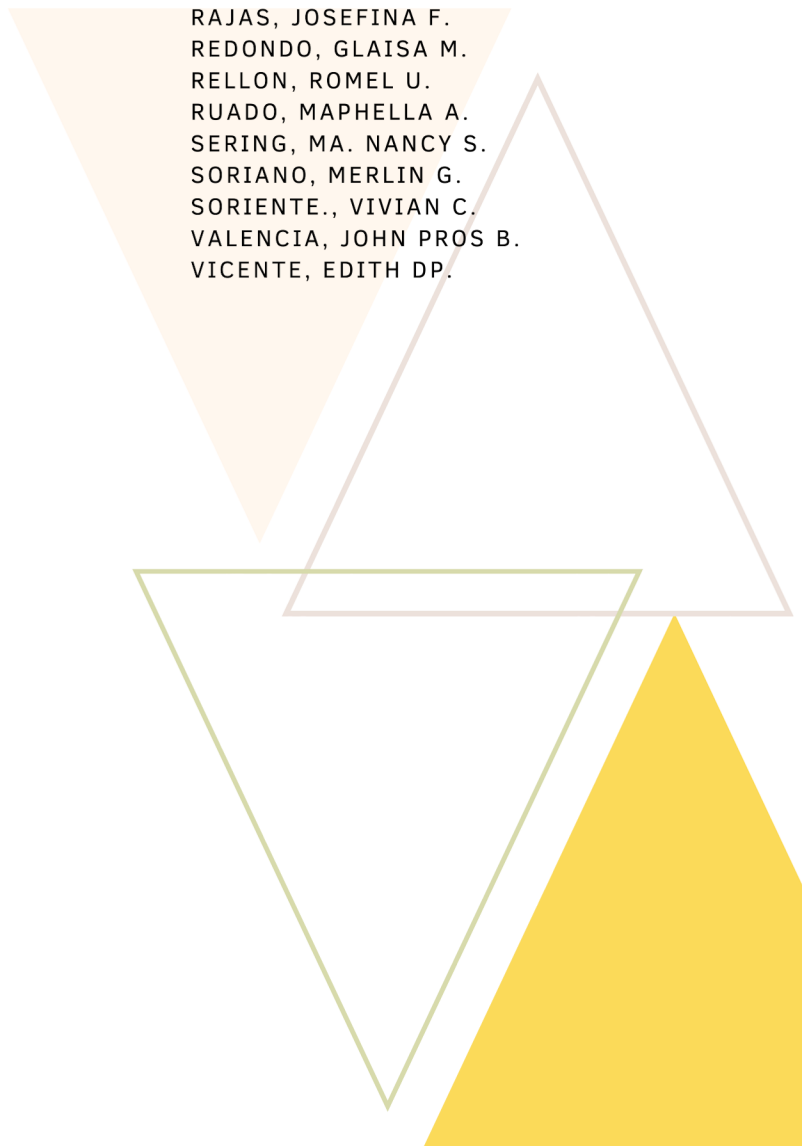 RAJAS, JOSEFINA F.
REDONDO, GLAISA M.
RELLON, ROMEL U.
RUADO, MAPHELLA A.
SERING, MA. NANCY S.
SORIANO, MERLIN G.
SORIENTE., VIVIAN C.
VALENCIA, JOHN PROS B.
VICENTE, EDITH DP.